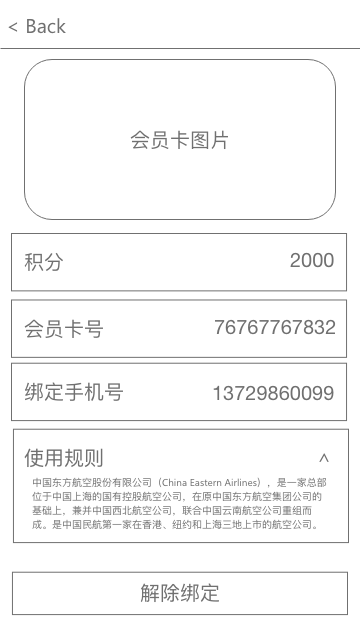 < Back
会员卡图片
积分 2000
会员卡号 76767767832
绑定手机号 13729860099
使用规则 ^
中国东方航空股份有限公司（China Eastern Airlines），是一家总部
位于中国上海的国有控股航空公司，在原中国东方航空集团公司的
基础上，兼并中国西北航空公司，联合中国云南航空公司重组而
成。是中国民航第一家在香港、纽约和上海三地上市的航空公司。
解除绑定